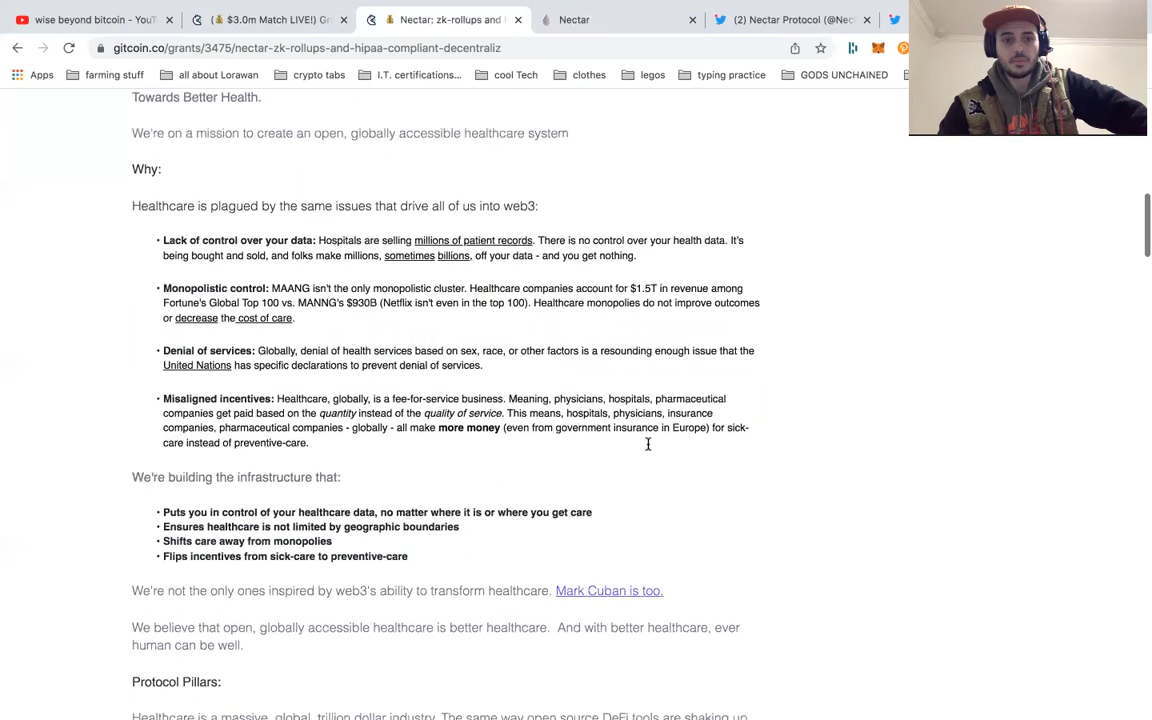 wise beyond bitcoin - YouT
(💰 $3.0m Match LIVE!) Gr
💰 Nectar: zk-rollups and
Nectar
(2) Nectar Protocol (@Nec
gitcoin.co/grants/3475/nectar-zk-rollups-and-hipaa-compliant-decentraliz
Apps farming stuff all about Lorawan crypto tabs I.T. certifications... cool Tech clothes legos typing practice GODS UNCHAINED
Towards Better Health.
We're on a mission to create an open, globally accessible healthcare system
Why:
Healthcare is plagued by the same issues that drive all of us into web3:
• Lack of control over your data: Hospitals are selling millions of patient records. There is no control over your health data. It's
being bought and sold, and folks make millions, sometimes billions, off your data - and you get nothing.
• Monopolistic control: MAANG isn't the only monopolistic cluster. Healthcare companies account for $1.5T in revenue among
Fortune's Global Top 100 vs. MANNG's $930B (Netflix isn't even in the top 100). Healthcare monopolies do not improve outcomes
or decrease the cost of care.
• Denial of services: Globally, denial of health services based on sex, race, or other factors is a resounding enough issue that the
United Nations has specific declarations to prevent denial of services.
• Misaligned incentives: Healthcare, globally, is a fee-for-service business. Meaning, physicians, hospitals, pharmaceutical
companies get paid based on the quantity instead of the quality of service. This means, hospitals, physicians, insurance
companies, pharmaceutical companies - globally - all make more money (even from government insurance in Europe) for sick-
care instead of preventive-care.
We're building the infrastructure that:
• Puts you in control of your healthcare data, no matter where it is or where you get care
• Ensures healthcare is not limited by geographic boundaries
• Shifts care away from monopolies
• Flips incentives from sick-care to preventive-care
We're not the only ones inspired by web3's ability to transform healthcare. Mark Cuban is too.
We believe that open, globally accessible healthcare is better healthcare. And with better healthcare, ever
human can be well.
Protocol Pillars:
Healthcare is a massive, global, trillion dollar industry. The same way open source DeFi tools are shaking up